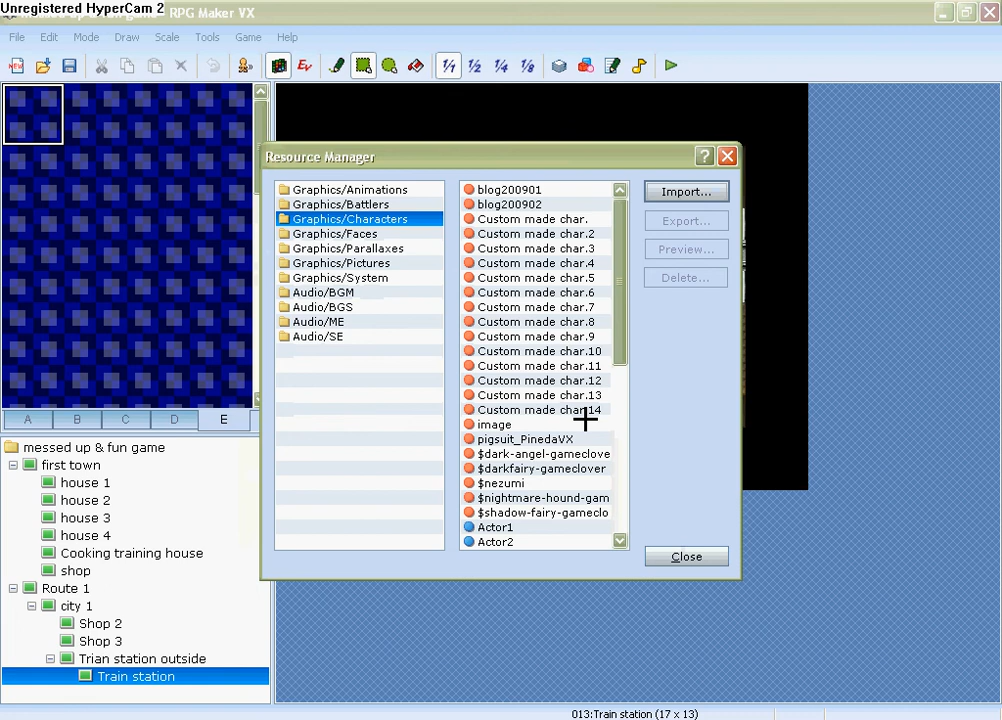 Unregistered HyperCam 2
messed up & fun game - RPG Maker VX
File Edit Mode Draw Scale Tools Game Help
NEW EV 1/1 1/2 1/4 1/8
Resource Manager
Graphics/Animations
Graphics/Battlers
Graphics/Characters
Graphics/Faces
Graphics/Parallaxes
Graphics/Pictures
Graphics/System
Audio/BGM
Audio/BGS
Audio/ME
Audio/SE
blog200901
blog200902
Custom made char.
Custom made char.2
Custom made char.3
Custom made char.4
Custom made char.5
Custom made char.6
Custom made char.7
Custom made char.8
Custom made char.9
Custom made char.10
Custom made char.11
Custom made char.12
Custom made char.13
Custom made char.14
image
pigsuit_PinedaVX
$dark-angel-gameclove
$darkfairy-gameclover
$nezumi
$nightmare-hound-gam
$shadow-fairy-gameclo
Actor1
Actor2
Import...
Export...
Preview...
Delete...
Close
A B C D E
messed up & fun game
first town
house 1
house 2
house 3
house 4
Cooking training house
shop
Route 1
city 1
Shop 2
Shop 3
Trian station outside
Train station
013:Train station (17 x 13)